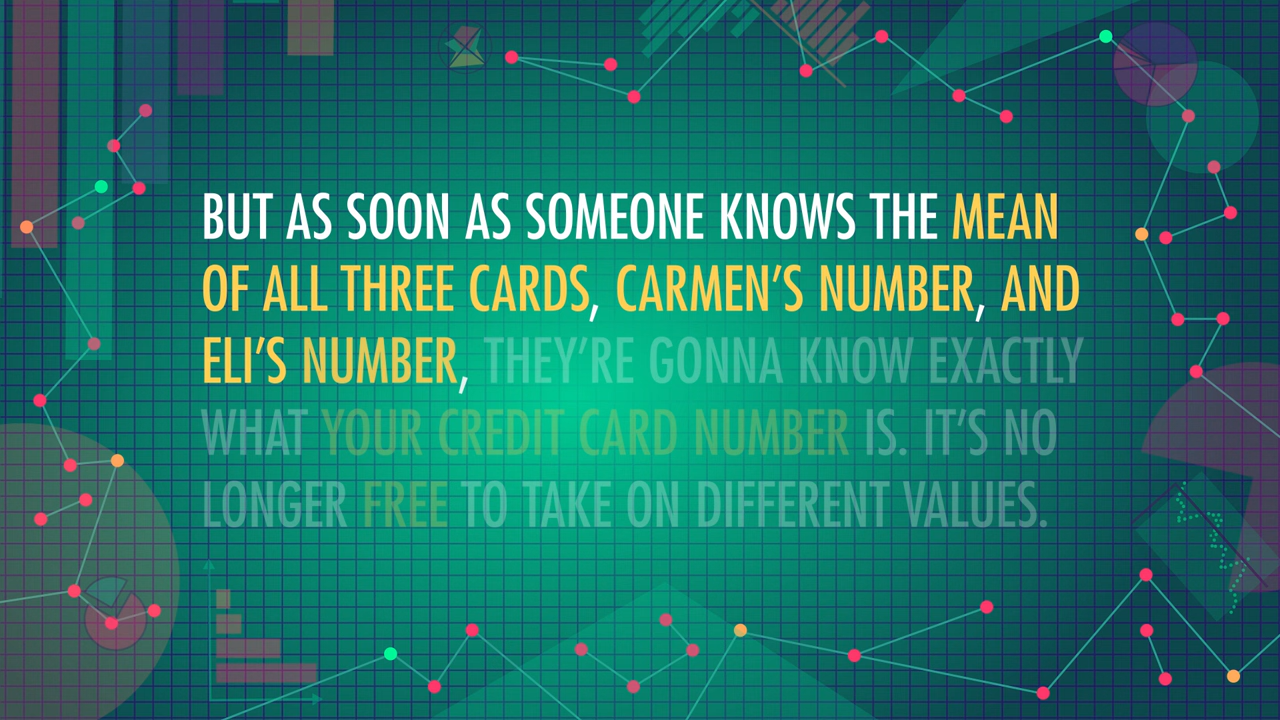 BUT AS SOON AS SOMEONE KNOWS THE MEAN
OF ALL THREE CARDS, CARMEN'S NUMBER, AND
ELI'S NUMBER, THEY'RE GONNA KNOW EXACTLY
WHAT YOUR CREDIT CARD NUMBER IS. IT'S NO
LONGER FREE TO TAKE ON DIFFERENT VALUES.